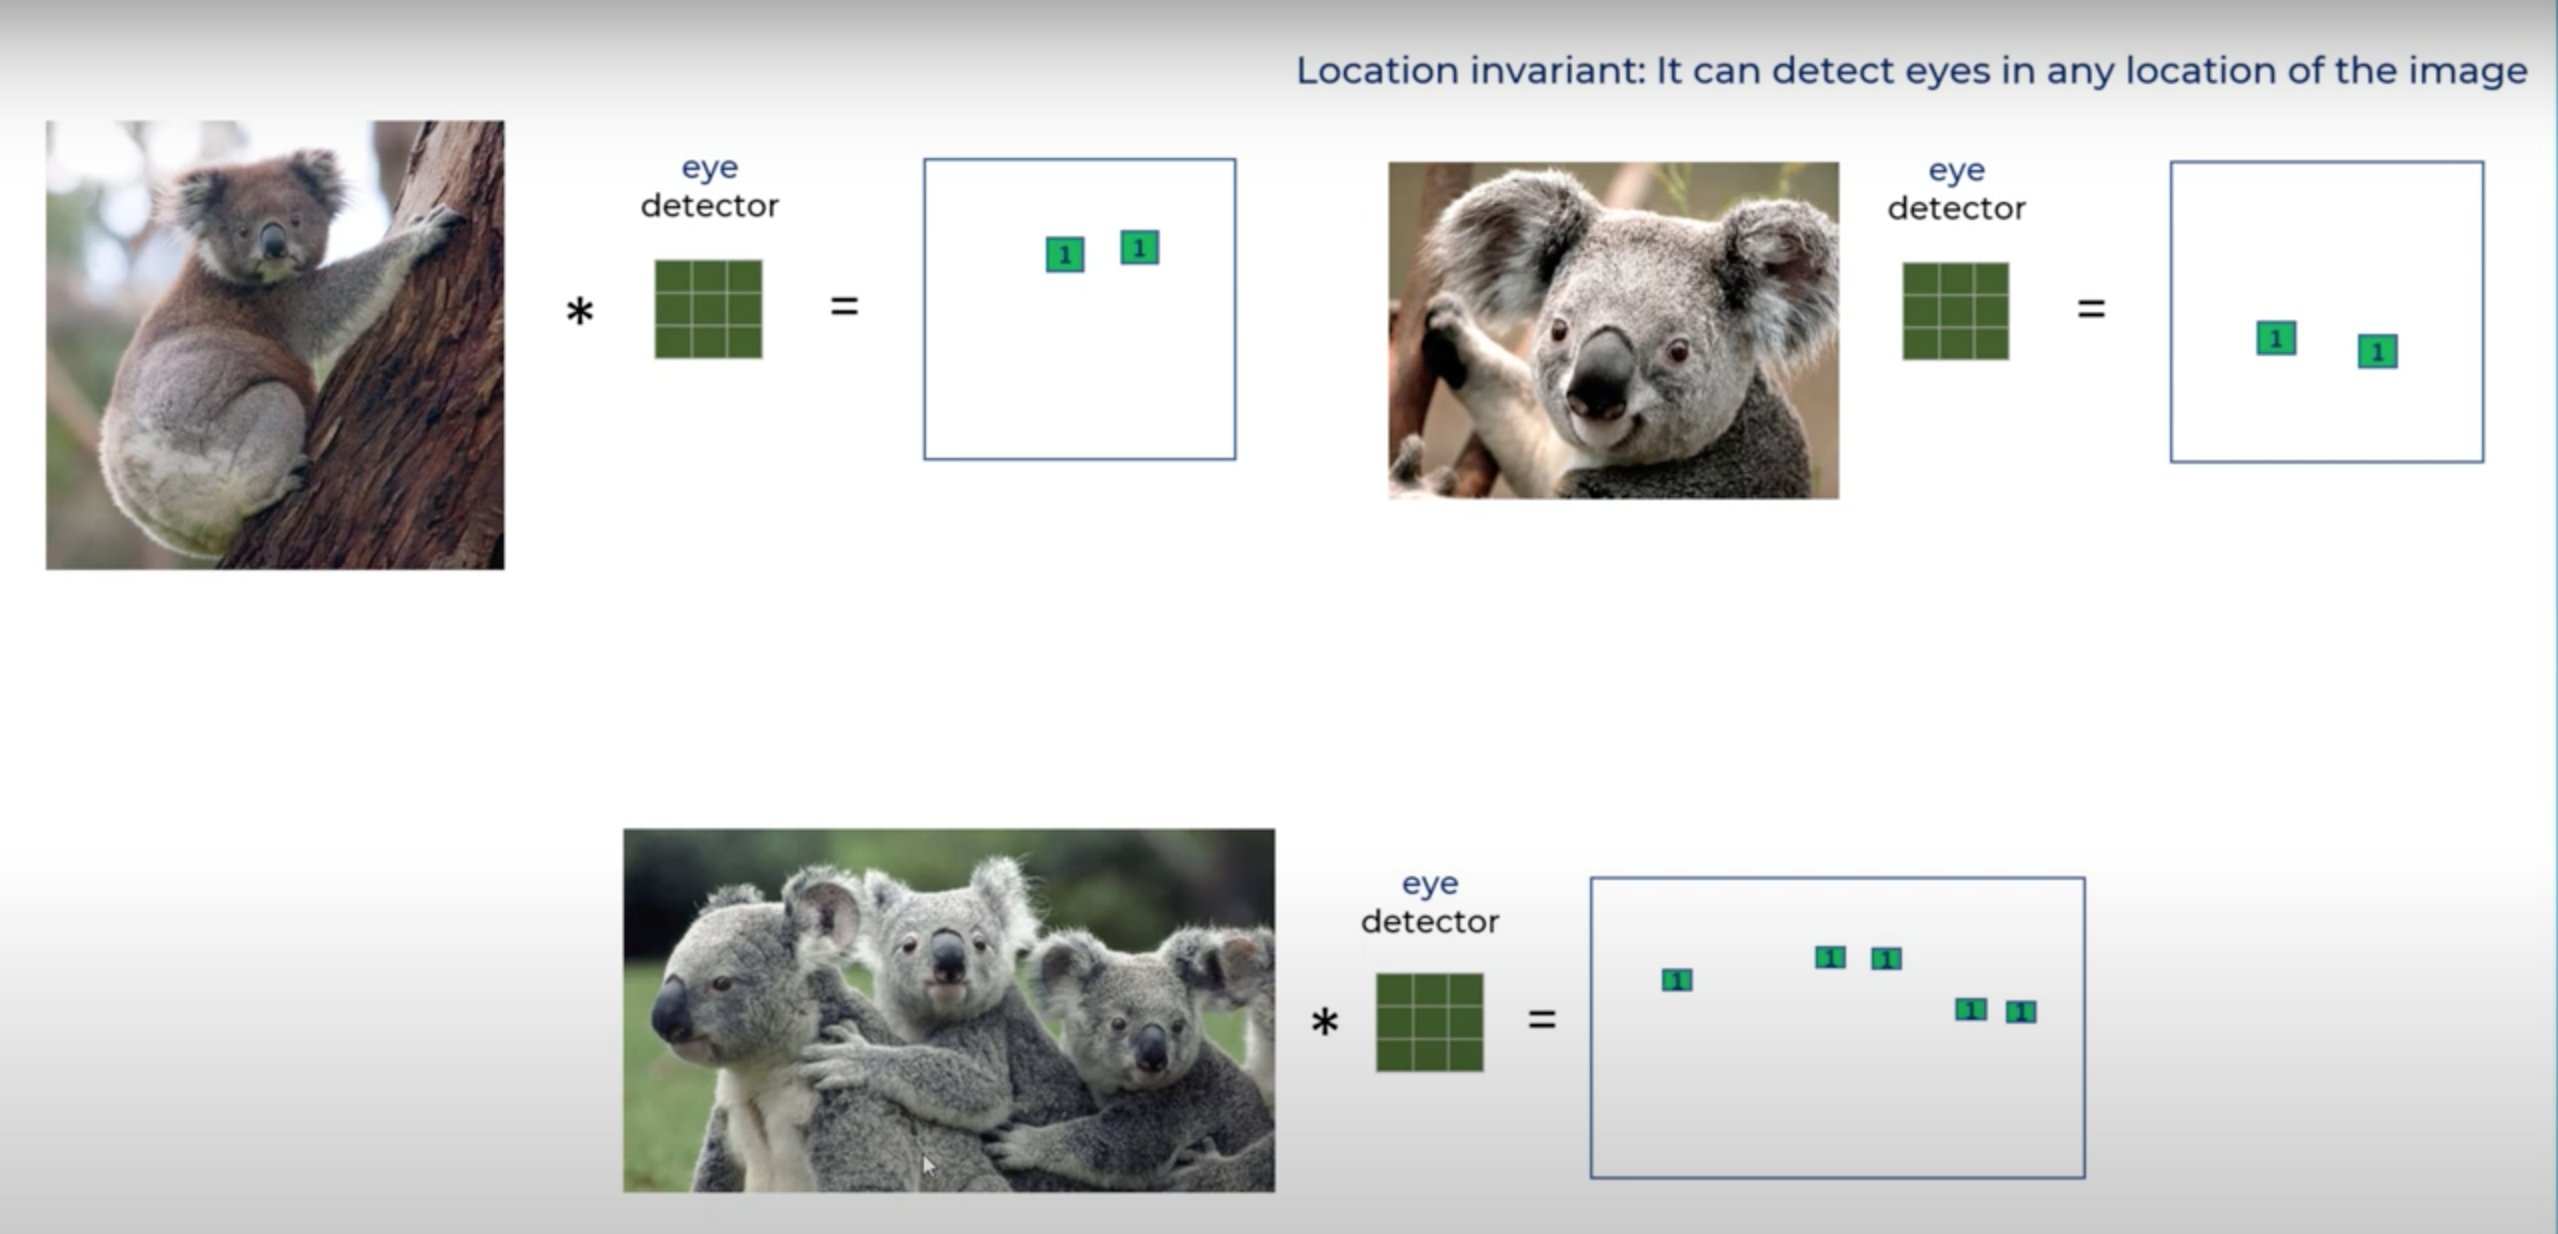 Location invariant: It can detect eyes in any location of the image
eye
detector
*
=
1
1
eye
detector
=
1
1
eye
detector
*
=
1
1
1
1
1